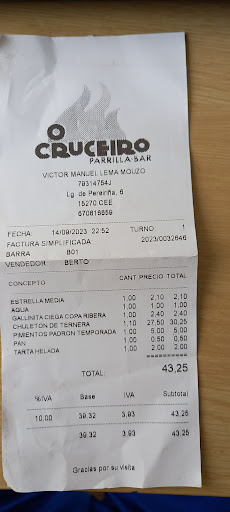 O
CRUCEIRO
PARRILLA-BAR
VICTOR MANUEL LEMA MOUZO
79314754J
Lg. de Pereiriña, 6
15270 CEE
670616659
FECHA: 14/09/2023 22:52 TURNO: 1
FACTURA SIMPLIFICADA 2023/0032646
BARRA B01
VENDEDOR BERTO
CONCEPTO CANT PRECIO TOTAL
ESTRELLA MEDIA 1,00 2,10 2,10
AGUA 1,00 1,00 1,00
GALLINITA CIEGA COPA RIBERA 1,00 2,40 2,40
CHULETON DE TERNERA 1,10 27,50 30,25
PIMIENTOS PADRON TEMPORADA 1,00 5,00 5,00
PAN 1,00 0,50 0,50
TARTA HELADA 1,00 2,00 2,00
========
TOTAL: 43,25
%IVA Base IVA Subtotal
10,00 39,32 3,93 43,25
39,32 3,93 43,25
Gracias por su visita